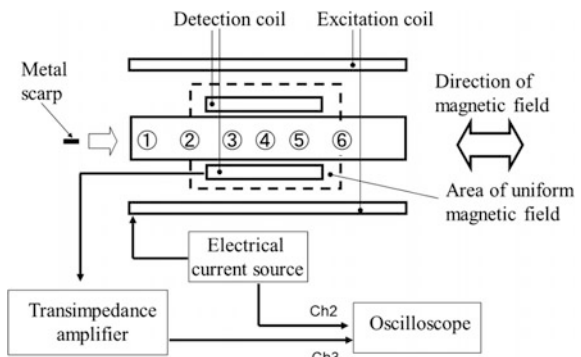 Detection coil
Excitation coil
Metal
scarp
Direction of
magnetic field
① ② ③ ④ ⑤ ⑥
Area of uniform
magnetic field
Electrical
current source
Transimpedance
amplifier
Ch2
Oscilloscope
Ch3